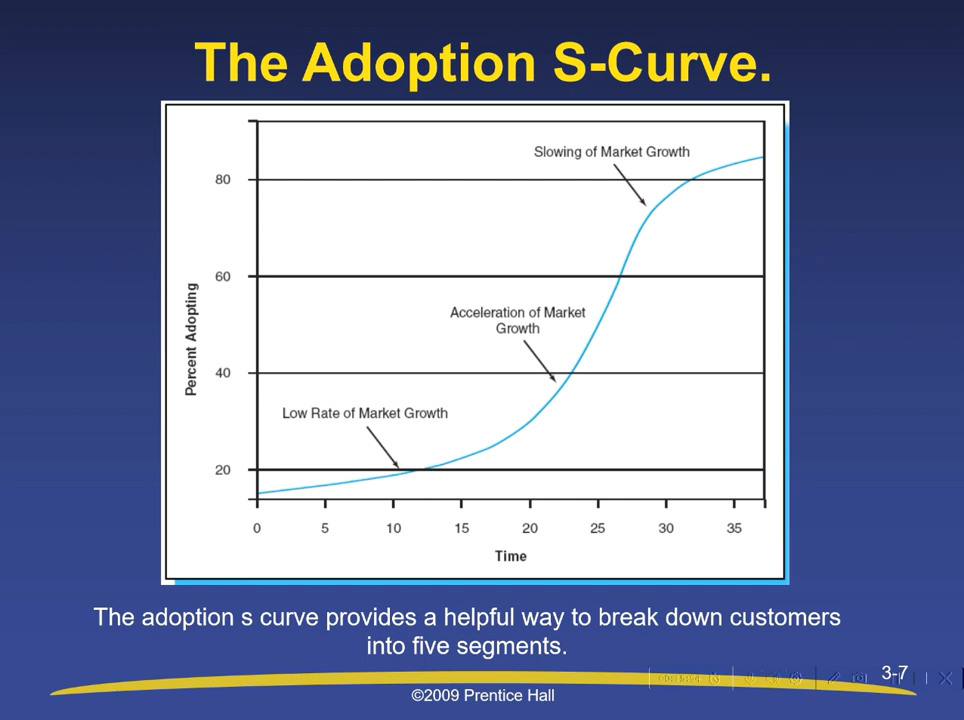 The Adoption S-Curve.
Slowing of Market Growth
80
60
Acceleration of Market
Growth
Percent Adopting
40
Low Rate of Market Growth
20
0 5 10 15 20 25 30 35
Time
The adoption s curve provides a helpful way to break down customers
into five segments.
3-7
©2009 Prentice Hall